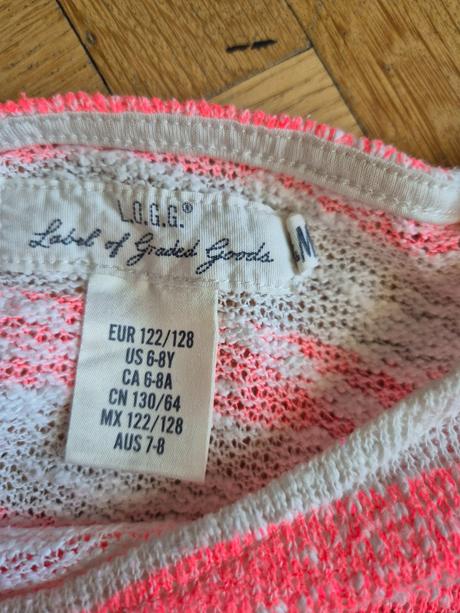 L.O.G.G.®
Label of Graded Goods
M
EUR 122/128
US 6-8Y
CA 6-8A
CN 130/64
MX 122/128
AUS 7-8